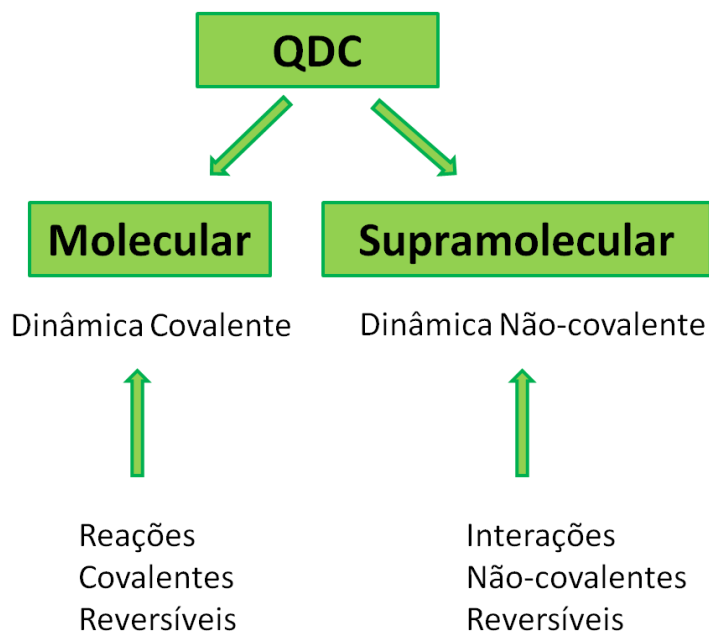 QDC
Molecular
Supramolecular
Dinâmica Covalente
Dinâmica Não-covalente
Reações
Covalentes
Reversíveis
Interações
Não-covalentes
Reversíveis